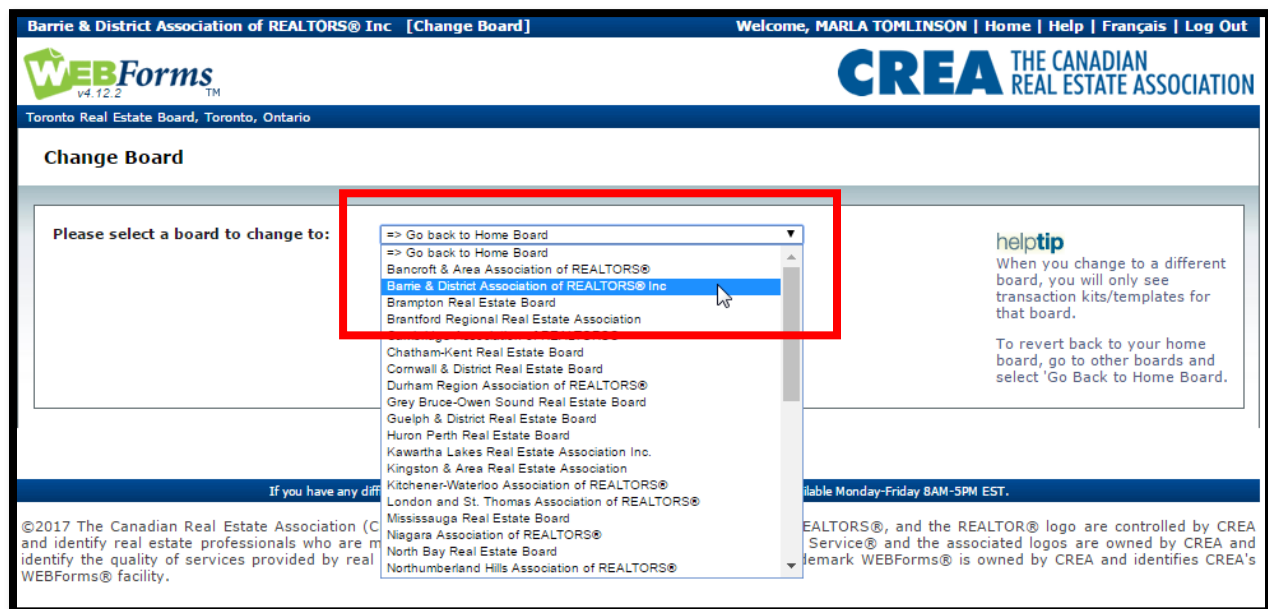 Barrie & District Association of REALTORS® Inc [Change Board] Welcome, MARLA TOMLINSON | Home | Help | Français | Log Out
WEBForms TM
v4.12.2
CREA THE CANADIAN
REAL ESTATE ASSOCIATION
Toronto Real Estate Board, Toronto, Ontario
Change Board
Please select a board to change to:
=> Go back to Home Board
=> Go back to Home Board
Bancroft & Area Association of REALTORS®
Barrie & District Association of REALTORS® Inc
Brampton Real Estate Board
Brantford Regional Real Estate Association
Chatham-Kent Real Estate Board
Cornwall & District Real Estate Board
Durham Region Association of REALTORS®
Grey Bruce-Owen Sound Real Estate Board
Guelph & District Real Estate Board
Huron Perth Real Estate Board
Kawartha Lakes Real Estate Association Inc.
Kingston & Area Real Estate Association
Kitchener-Waterloo Association of REALTORS®
London and St. Thomas Association of REALTORS®
Mississauga Real Estate Board
Niagara Association of REALTORS®
North Bay Real Estate Board
Northumberland Hills Association of REALTORS®
helptip
When you change to a different
board, you will only see
transaction kits/templates for
that board.
To revert back to your home
board, go to other boards and
select 'Go Back to Home Board.
If you have any diff ilable Monday-Friday 8AM-5PM EST.
©2017 The Canadian Real Estate Association (C EALTORS®, and the REALTOR® logo are controlled by CREA
and identify real estate professionals who are m Service® and the associated logos are owned by CREA and
identify the quality of services provided by real demark WEBForms® is owned by CREA and identifies CREA's
WEBForms® facility.